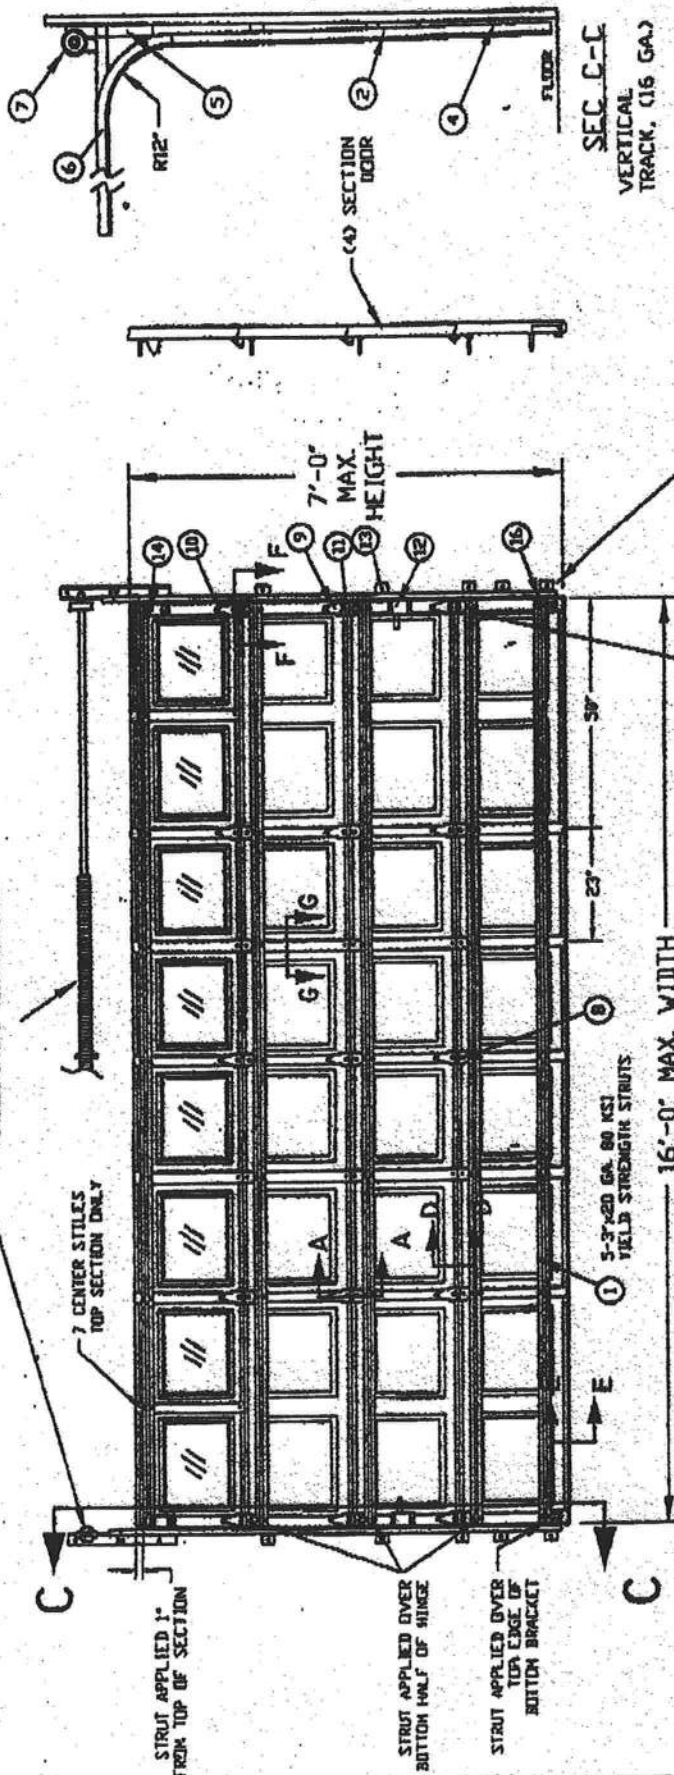 7 CENTER STILES
TOP SECTION ONLY
C
STRUT APPLIED 1"
FROM TOP OF SECTION
STRUT APPLIED OVER
BOTTOM HALF OF HINGE
STRUT APPLIED OVER
TOP EDGE OF
BOTTOM BRACKET
C
A
A
D
D
G
G
F
F
E
E
14
10
9
11
13
12
16
8
1
5-3"x20 GA. 80 KSI
YIELD STRENGTH STRUTS
23"
16'-0" MAX. WIDTH
7'-0"
MAX.
HEIGHT
(4) SECTION
DOOR
7
6
R12"
5
2
4
FLOOR
SEC C-C
VERTICAL
TRACK, (16 GA.)